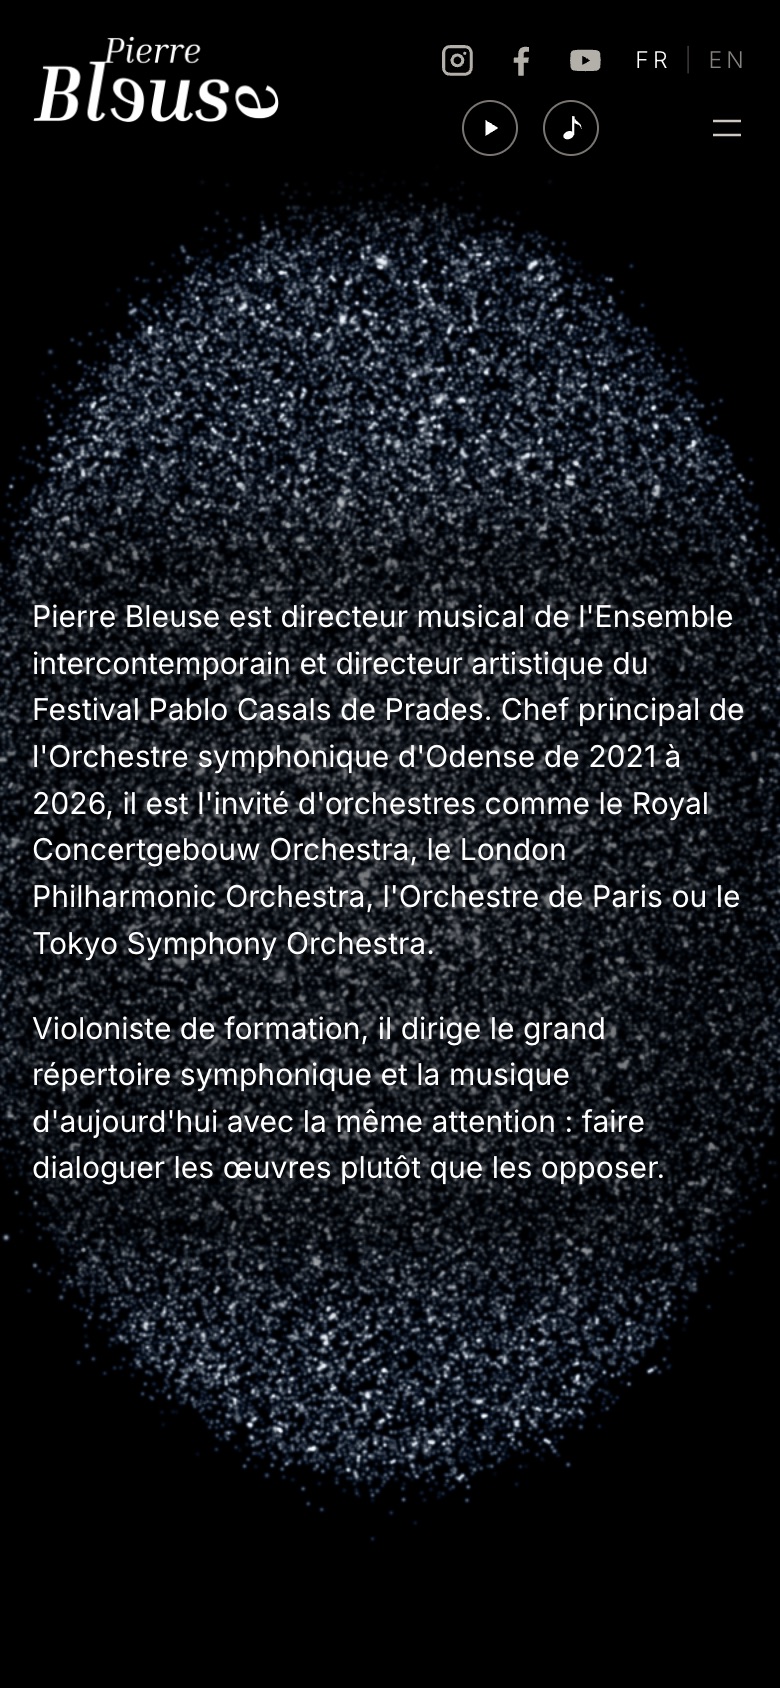 Pierre
Bleuse
FR | EN
Pierre Bleuse est directeur musical de l'Ensemble
intercontemporain et directeur artistique du
Festival Pablo Casals de Prades. Chef principal de
l'Orchestre symphonique d'Odense de 2021 à
2026, il est l'invité d'orchestres comme le Royal
Concertgebouw Orchestra, le London
Philharmonic Orchestra, l'Orchestre de Paris ou le
Tokyo Symphony Orchestra.
Violoniste de formation, il dirige le grand
répertoire symphonique et la musique
d'aujourd'hui avec la même attention : faire
dialoguer les œuvres plutôt que les opposer.